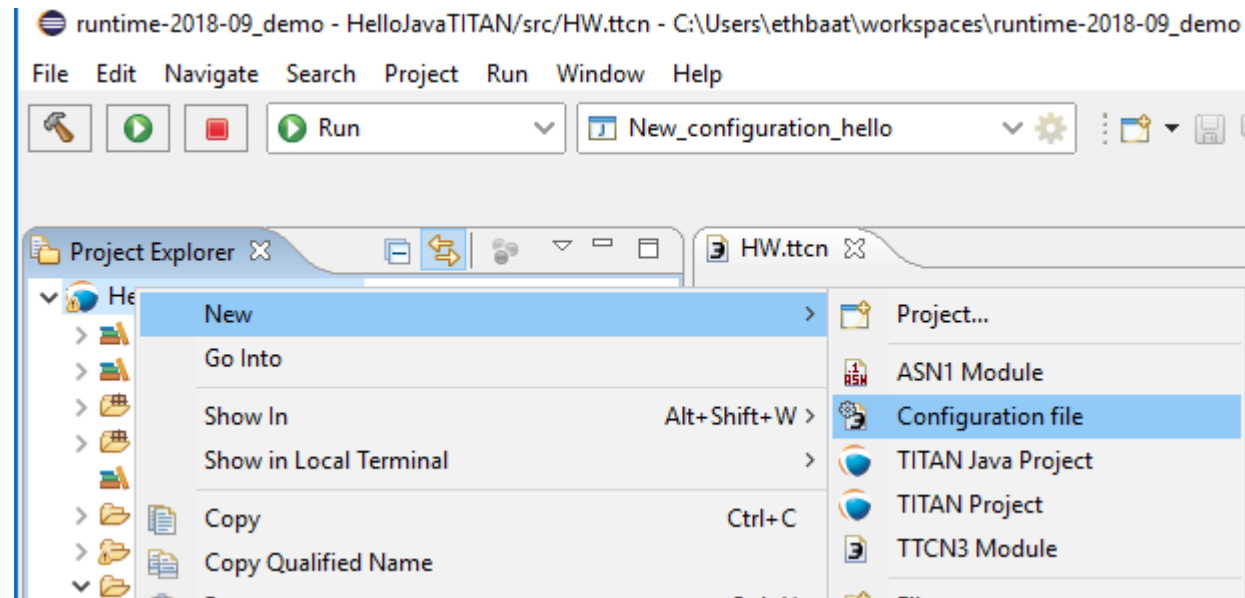 runtime-2018-09_demo - HelloJavaTITAN/src/HW.ttcn - C:\Users\ethbaat\workspaces\runtime-2018-09_demo
File Edit Navigate Search Project Run Window Help
Run New_configuration_hello
Project Explorer HW.ttcn
He
New Project...
Go Into
ASN1 Module
Show In Alt+Shift+W > Configuration file
Show in Local Terminal TITAN Java Project
Copy Ctrl+C TITAN Project
Copy Qualified Name TTCN3 Module